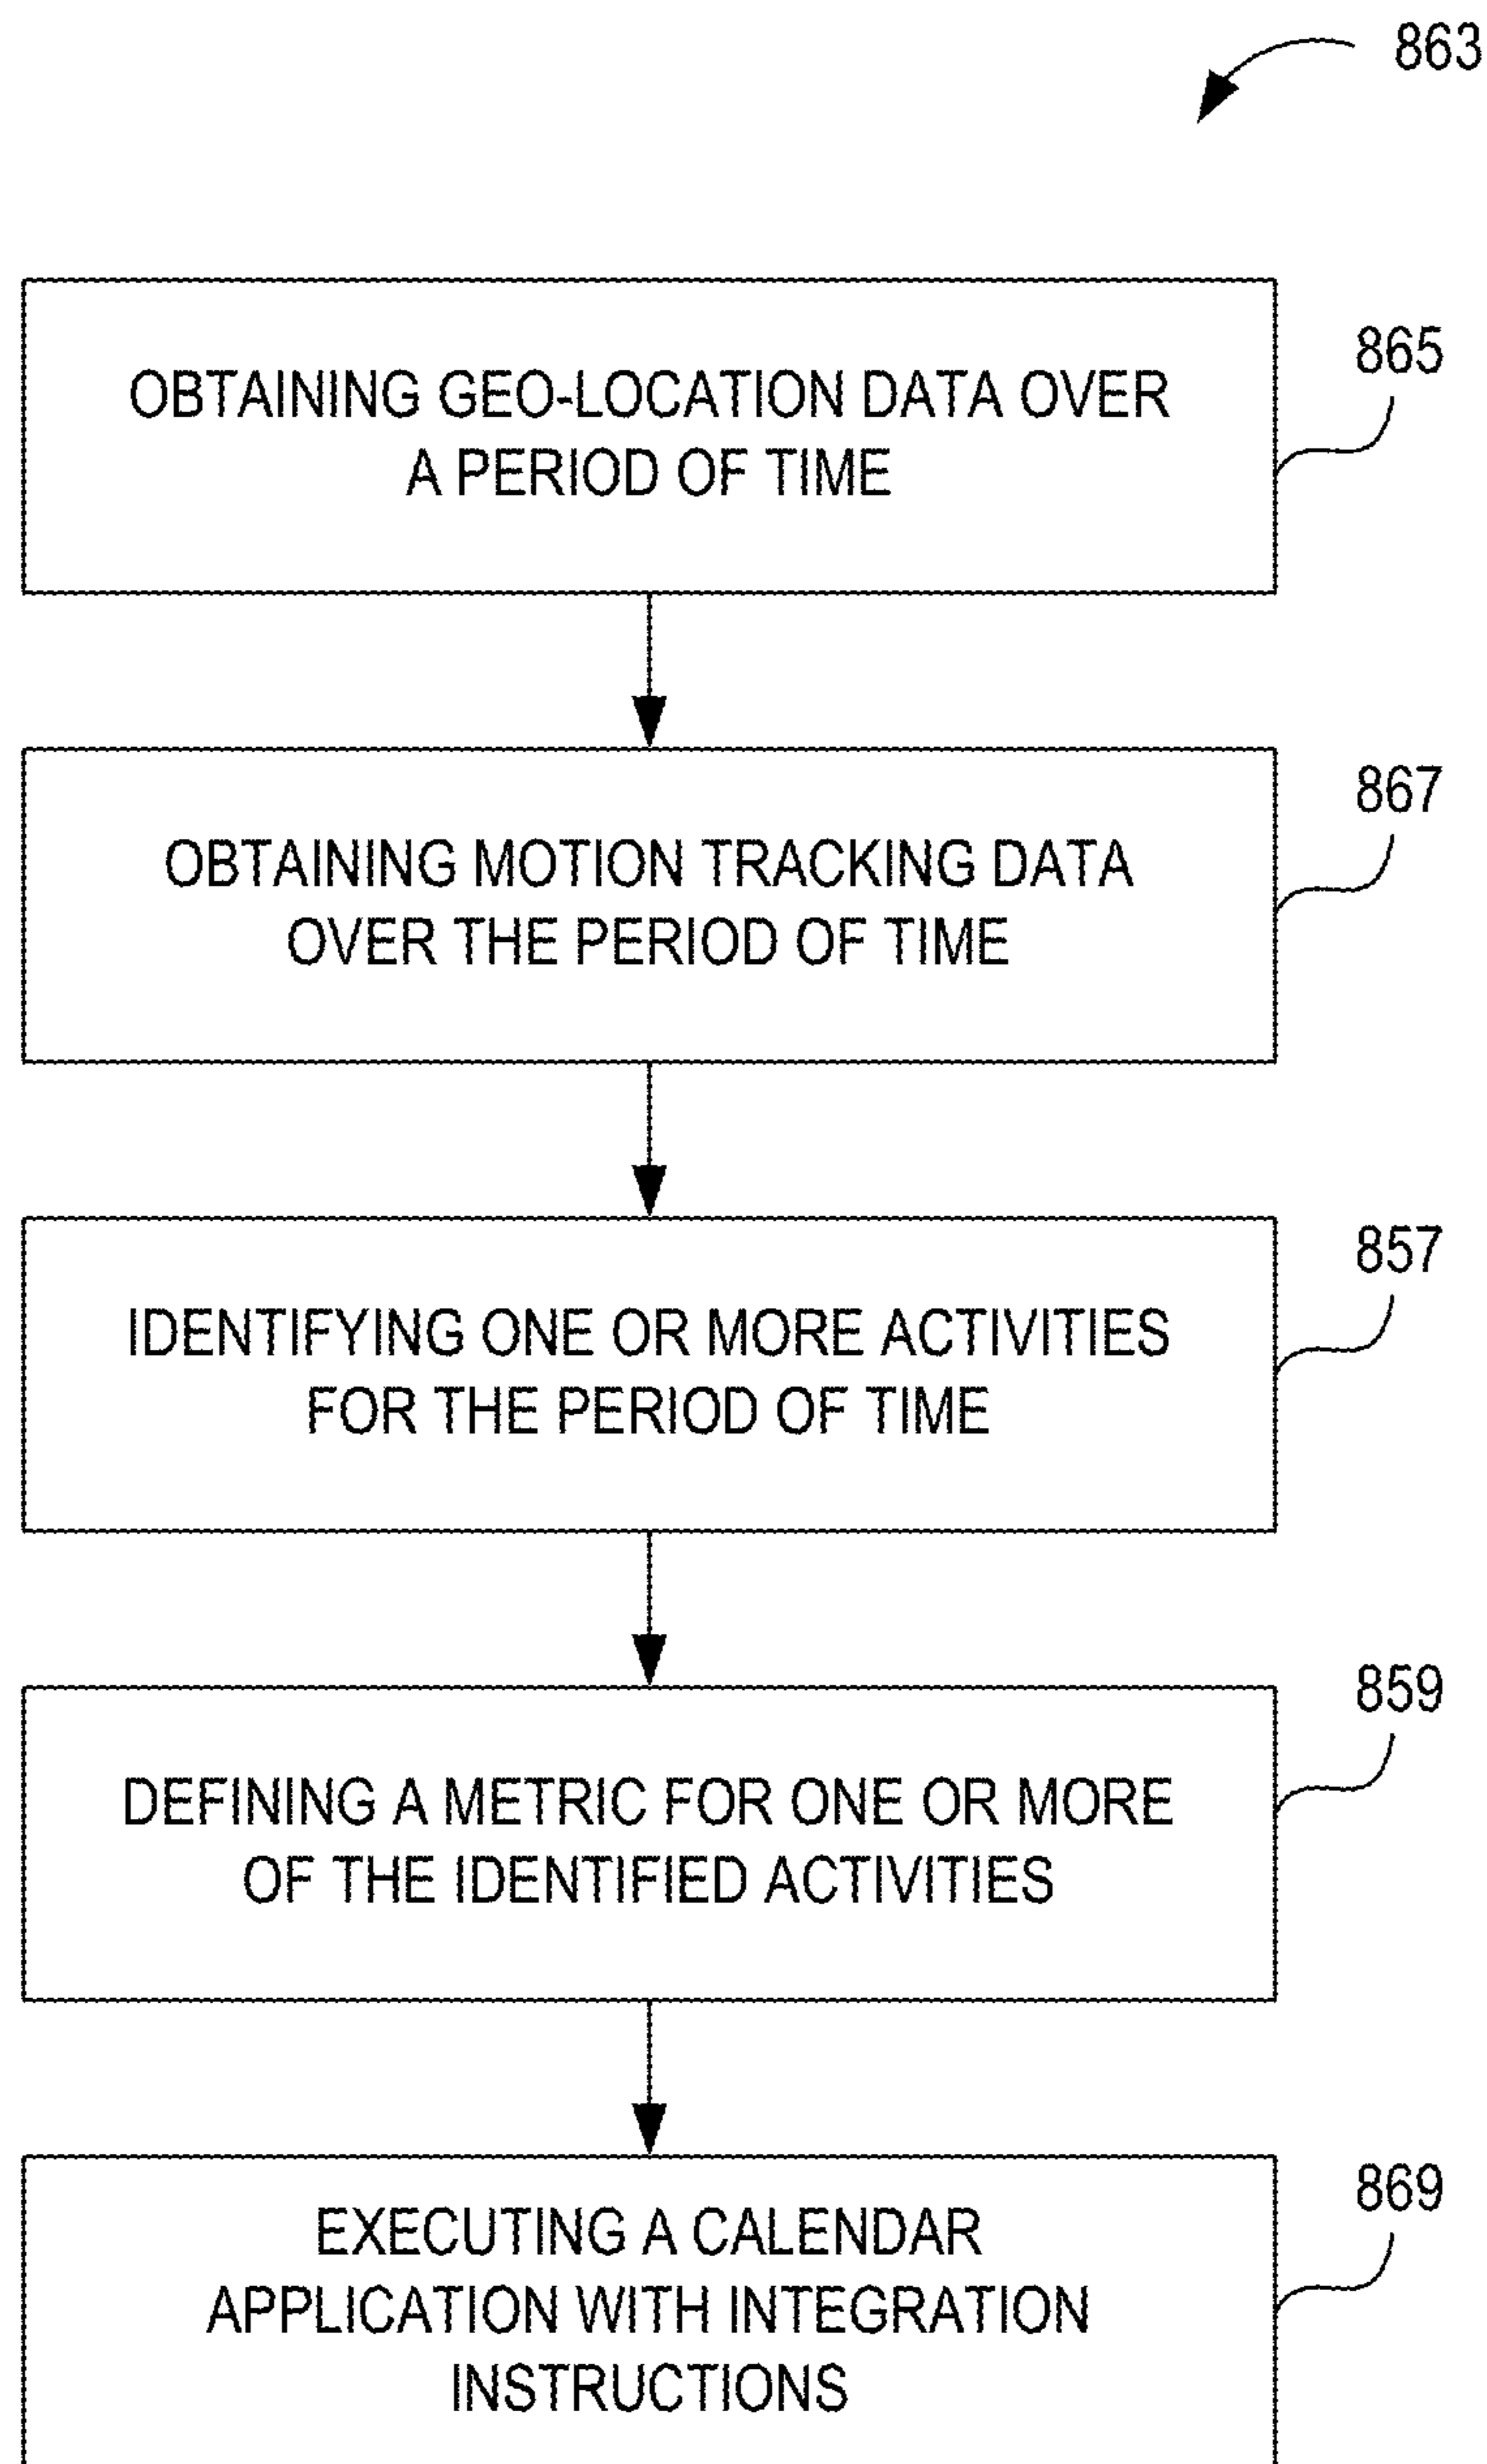 863
OBTAINING GEO-LOCATION DATA OVER
A PERIOD OF TIME
865
OBTAINING MOTION TRACKING DATA
OVER THE PERIOD OF TIME
867
IDENTIFYING ONE OR MORE ACTIVITIES
FOR THE PERIOD OF TIME
857
DEFINING A METRIC FOR ONE OR MORE
OF THE IDENTIFIED ACTIVITIES
859
EXECUTING A CALENDAR
APPLICATION WITH INTEGRATION
INSTRUCTIONS
869